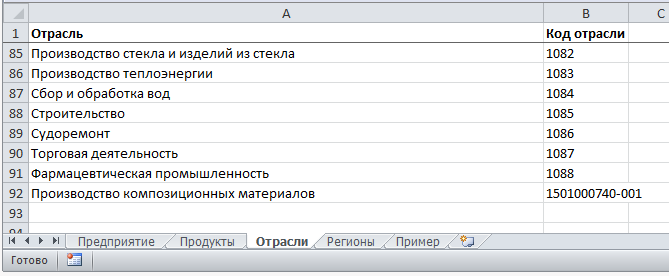 A B C
1 Отрасль Код отрасли
85 Производство стекла и изделий из стекла 1082
86 Производство теплоэнергии 1083
87 Сбор и обработка вод 1084
88 Строительство 1085
89 Судоремонт 1086
90 Торговая деятельность 1087
91 Фармацевтическая промышленность 1088
92 Производство композиционных материалов 1501000740-001
93
Предприятие Продукты Отрасли Регионы Пример
Готово